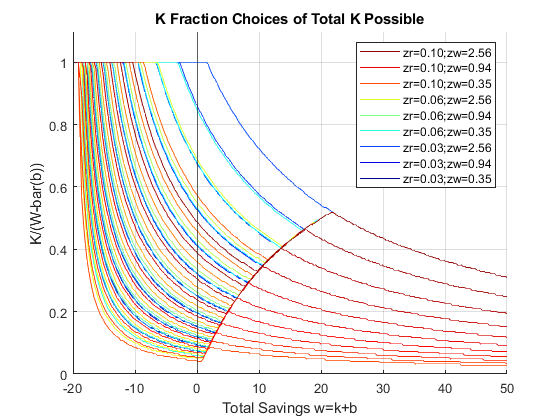 K Fraction Choices of Total K Possible
zr=0.10;zw=2.56
zr=0.10;zw=0.94
zr=0.10;zw=0.35
zr=0.06;zw=2.56
zr=0.06;zw=0.94
zr=0.06;zw=0.35
zr=0.03;zw=2.56
zr=0.03;zw=0.94
zr=0.03;zw=0.35
K/(W-bar(b))
1
0.8
0.6
0.4
0.2
0
-20 -10 0 10 20 30 40 50
Total Savings w=k+b